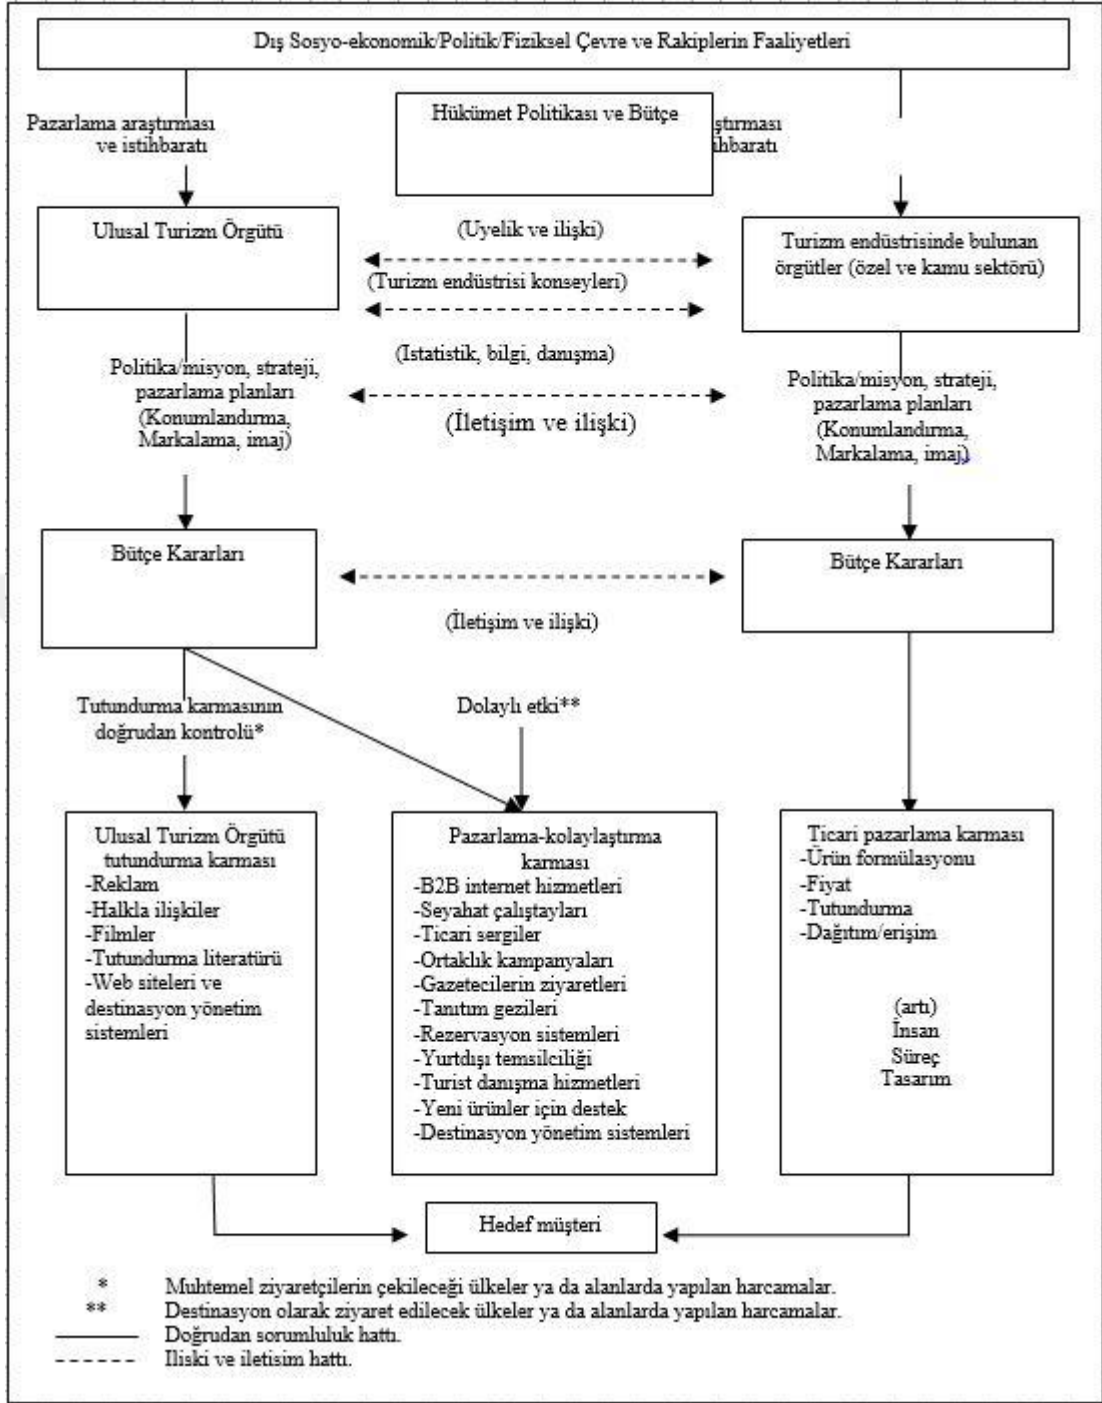 Dış Sosyo-ekonomik/Politik/Fiziksel Çevre ve Rakiplerin Faaliyetleri
Pazarlama araştırması
ve istihbaratı
Hükümet Politikası ve Bütçe
ştırması
ihbaratı
Ulusal Turizm Örgütü
(Uyelik ve ilişki)
(Turizm endüstrisi konseyleri)
(Istatistik, bilgi, danışma)
(İletişim ve ilişki)
Turizm endüstrisinde bulunan
örgütler (özel ve kamu sektörü)
Politika/misyon, strateji,
pazarlama planları
(Konumlandırma,
Markalama, imaj)
Politika/misyon, strateji,
pazarlama planları
(Konumlandırma,
Markalama, imaj)
Bütçe Kararları
(İletişim ve ilişki)
Bütçe Kararları
Tutundurma karmasının
doğrudan kontrolü*
Dolaylı etki**
Ulusal Turizm Örgütü
tutundurma karması
-Reklam
-Halkla ilişkiler
-Filmler
-Tutundurma literatürü
-Web siteleri ve
destinasyon yönetim
sistemleri
Pazarlama-kolaylaştırma
karması
-B2B internet hizmetleri
-Seyahat çalıştayları
-Ticari sergiler
-Ortaklık kampanyaları
-Gazetecilerin ziyaretleri
-Tanıtım gezileri
-Rezervasyon sistemleri
-Yurtdışı temsilciliği
-Turist danışma hizmetleri
-Yeni ürünler için destek
-Destinasyon yönetim sistemleri
Ticari pazarlama karması
-Ürün formülasyonu
-Fiyat
-Tutundurma
-Dağıtım/erişim
(artı)
İnsan
Süreç
Tasarım
Hedef müşteri
* Muhtemel ziyaretçilerin çekileceği ülkeler ya da alanlarda yapılan harcamalar.
** Destinasyon olarak ziyaret edilecek ülkeler ya da alanlarda yapılan harcamalar.
Doğrudan sorumluluk hattı.
Iliski ve iletisim hattı.